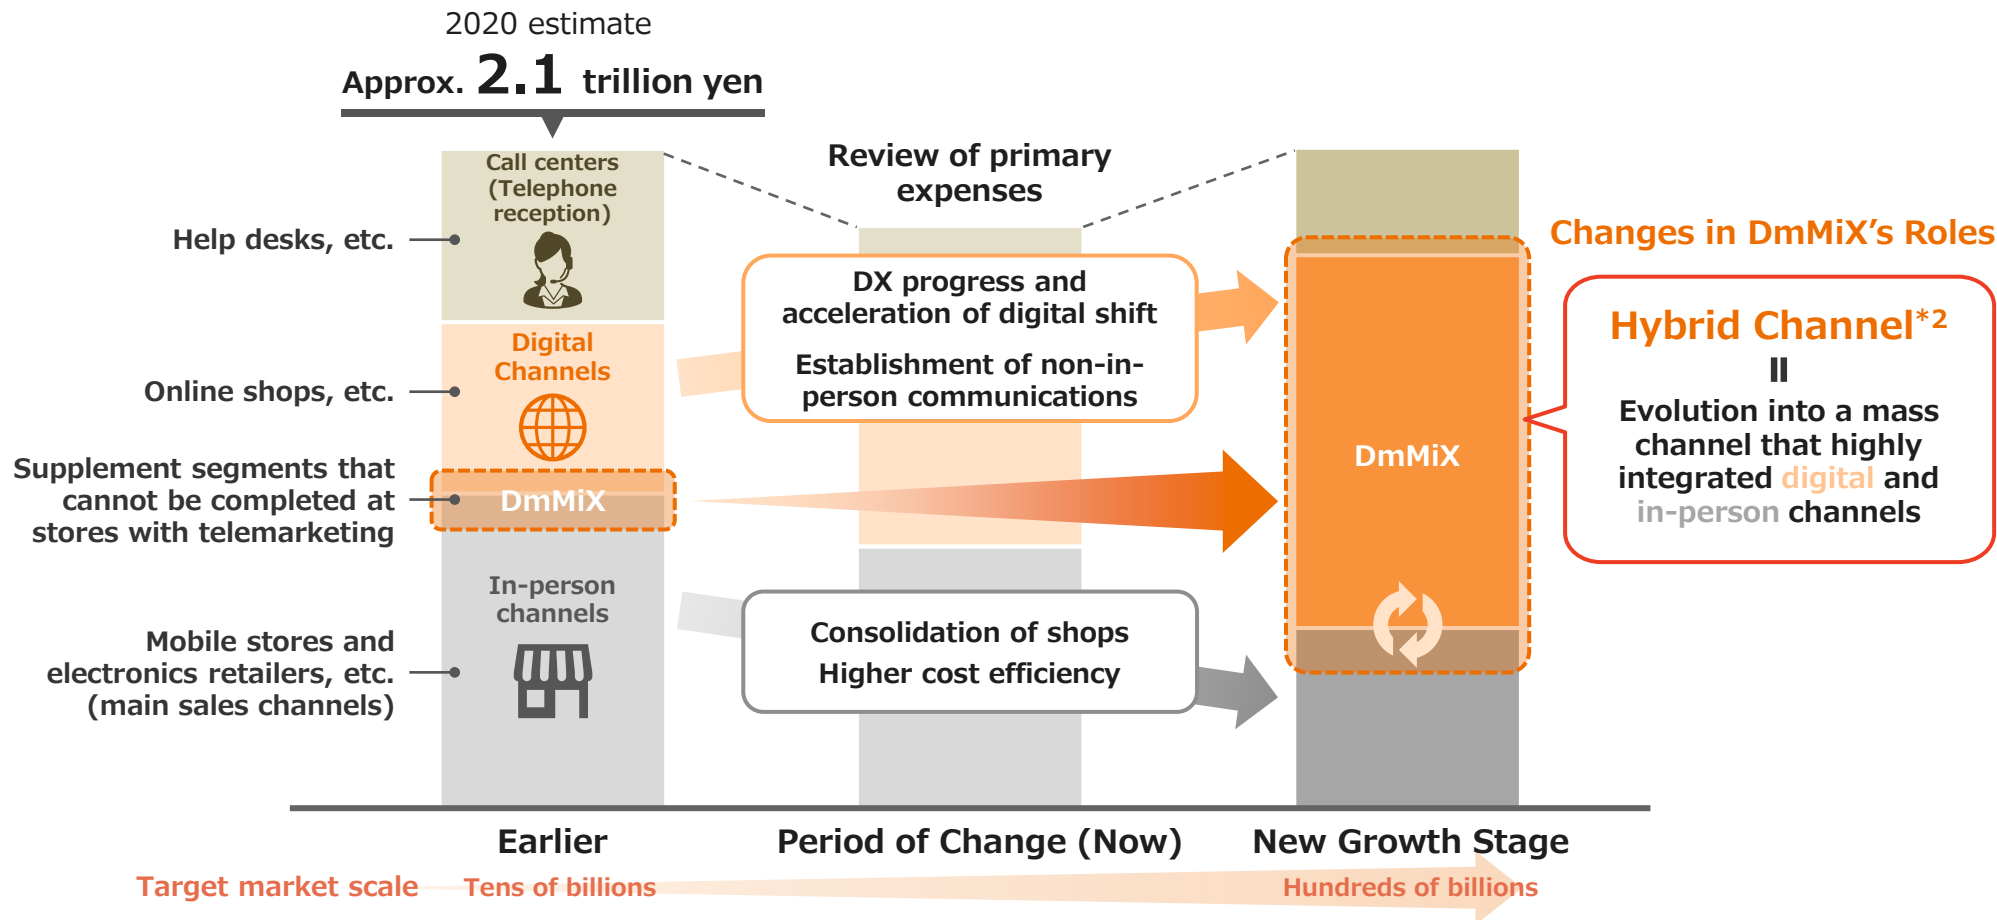 2020 estimate
Approx. 2.1 trillion yen
Call centers
(Telephone
reception)
Help desks, etc.
Digital
Channels
Online shops, etc.
Supplement segments that
cannot be completed at
stores with telemarketing
DmMiX
In-person
channels
Mobile stores and
electronics retailers, etc.
(main sales channels)
Review of primary
expenses
DX progress and
acceleration of digital shift
Establishment of non-in-
person communications
Consolidation of shops
Higher cost efficiency
DmMiX
Changes in DmMiX’s Roles
Hybrid Channel*2
=
Evolution into a mass
channel that highly
integrated digital and
in-person channels
Earlier
Period of Change (Now)
New Growth Stage
Target market scale
Tens of billions
Hundreds of billions